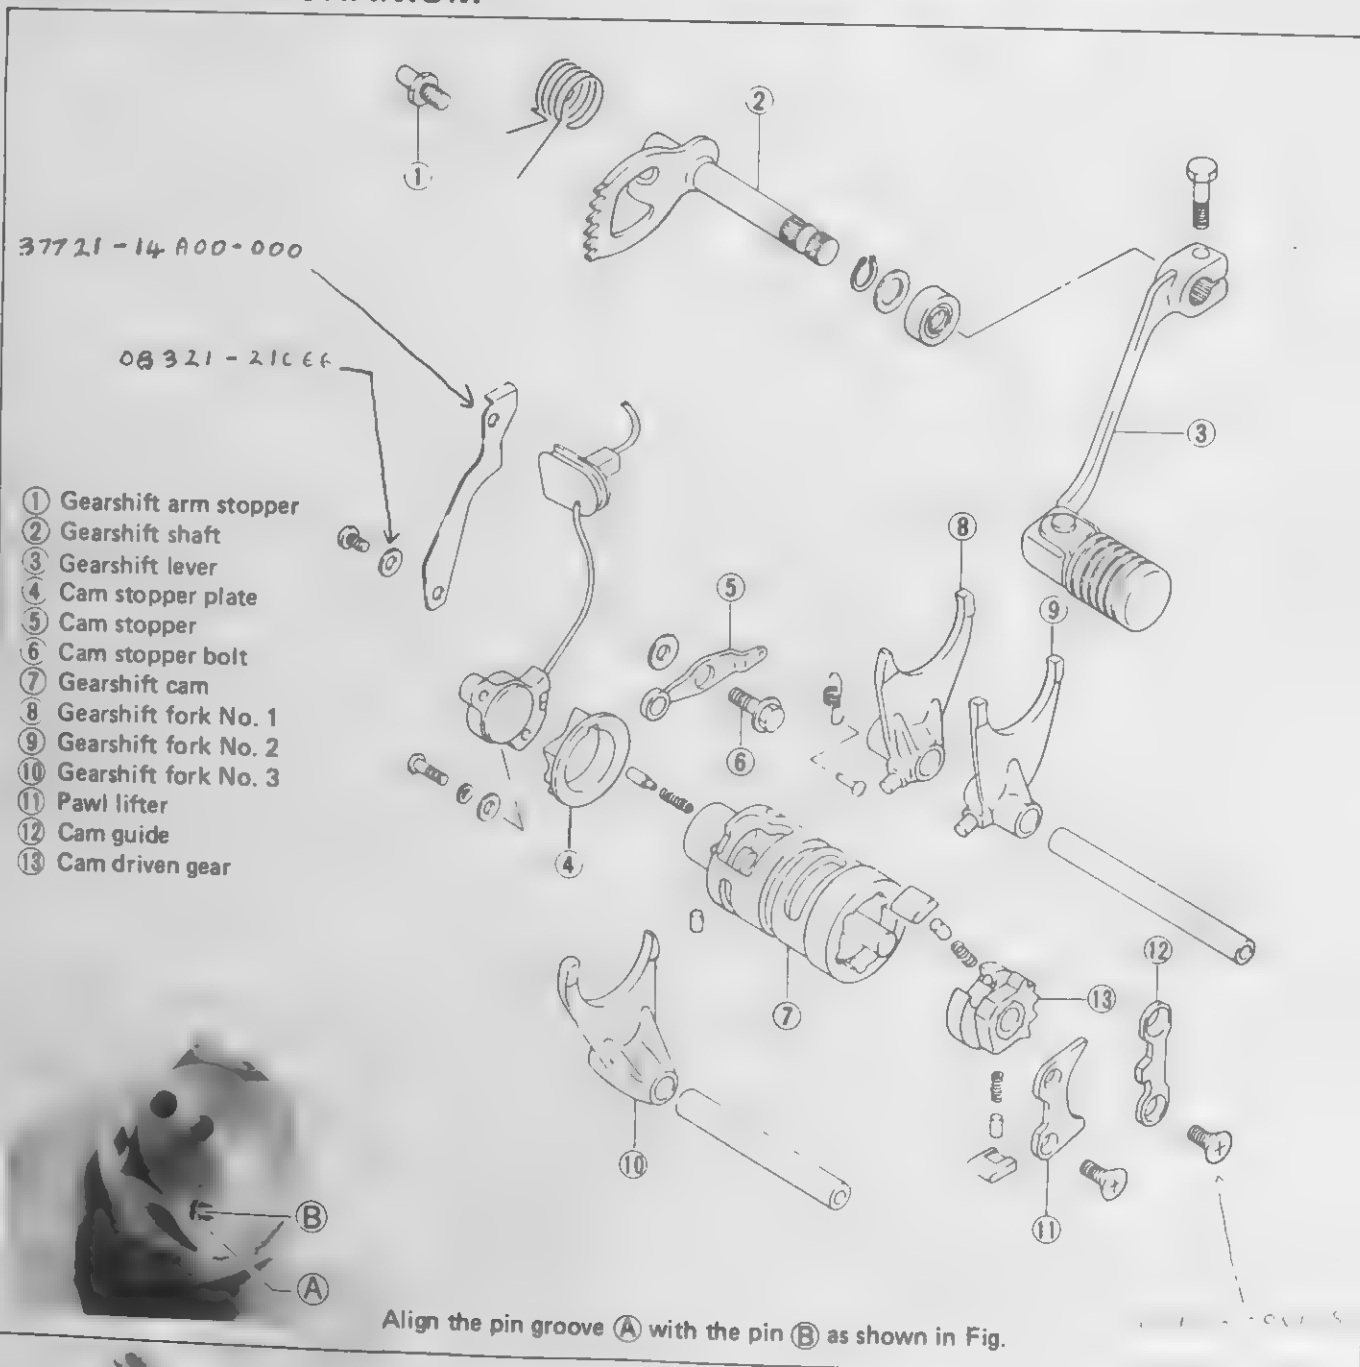 ②
①
37721-14A00-000
③
① Gearshift arm stopper
② Gearshift shaft
③ Gearshift lever
④ Cam stopper plate
⑤ Cam stopper
⑥ Cam stopper bolt
⑦ Gearshift cam
⑧ Gearshift fork No. 1
⑨ Gearshift fork No. 2
⑩ Gearshift fork No. 3
⑪ Pawl lifter
⑫ Cam guide
⑬ Cam driven gear
⑧
⑤
⑨
⑥
④
⑫
⑬
⑦
⑩
⑪
Ⓑ
Ⓐ
Align the pin groove Ⓐ with the pin Ⓑ as shown in Fig.